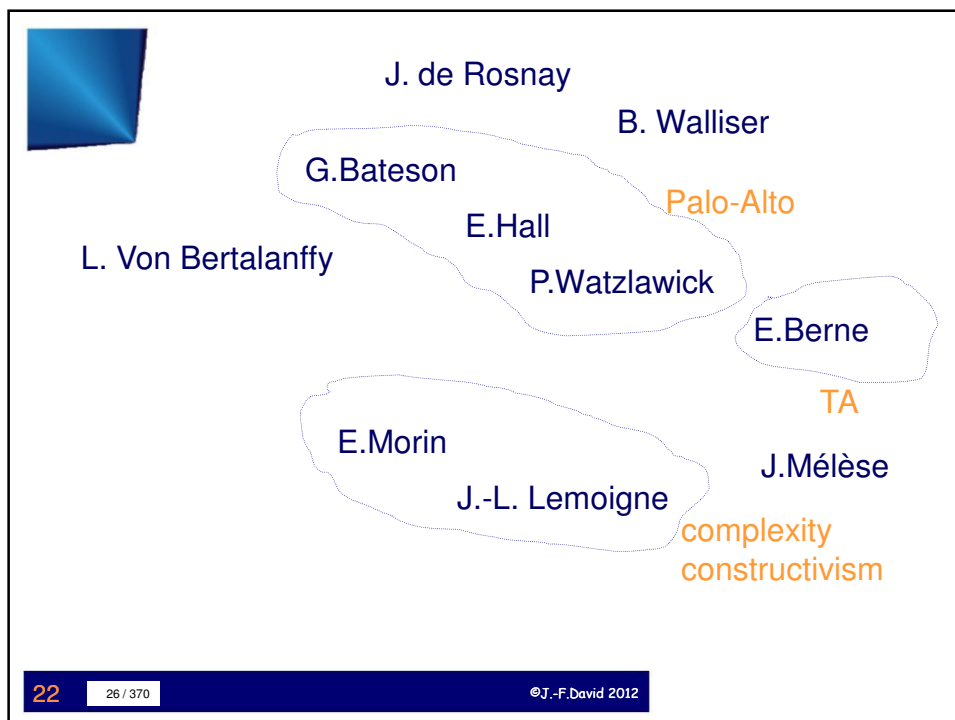 J. de Rosnay
B. Walliser
G.Bateson
Palo-Alto
E.Hall
L. Von Bertalanffy
P.Watzlawick
E.Berne
TA
E.Morin
J.Mélèse
J.-L. Lemoigne
complexity
constructivism
22 26 / 370 ©J.-F.David 2012